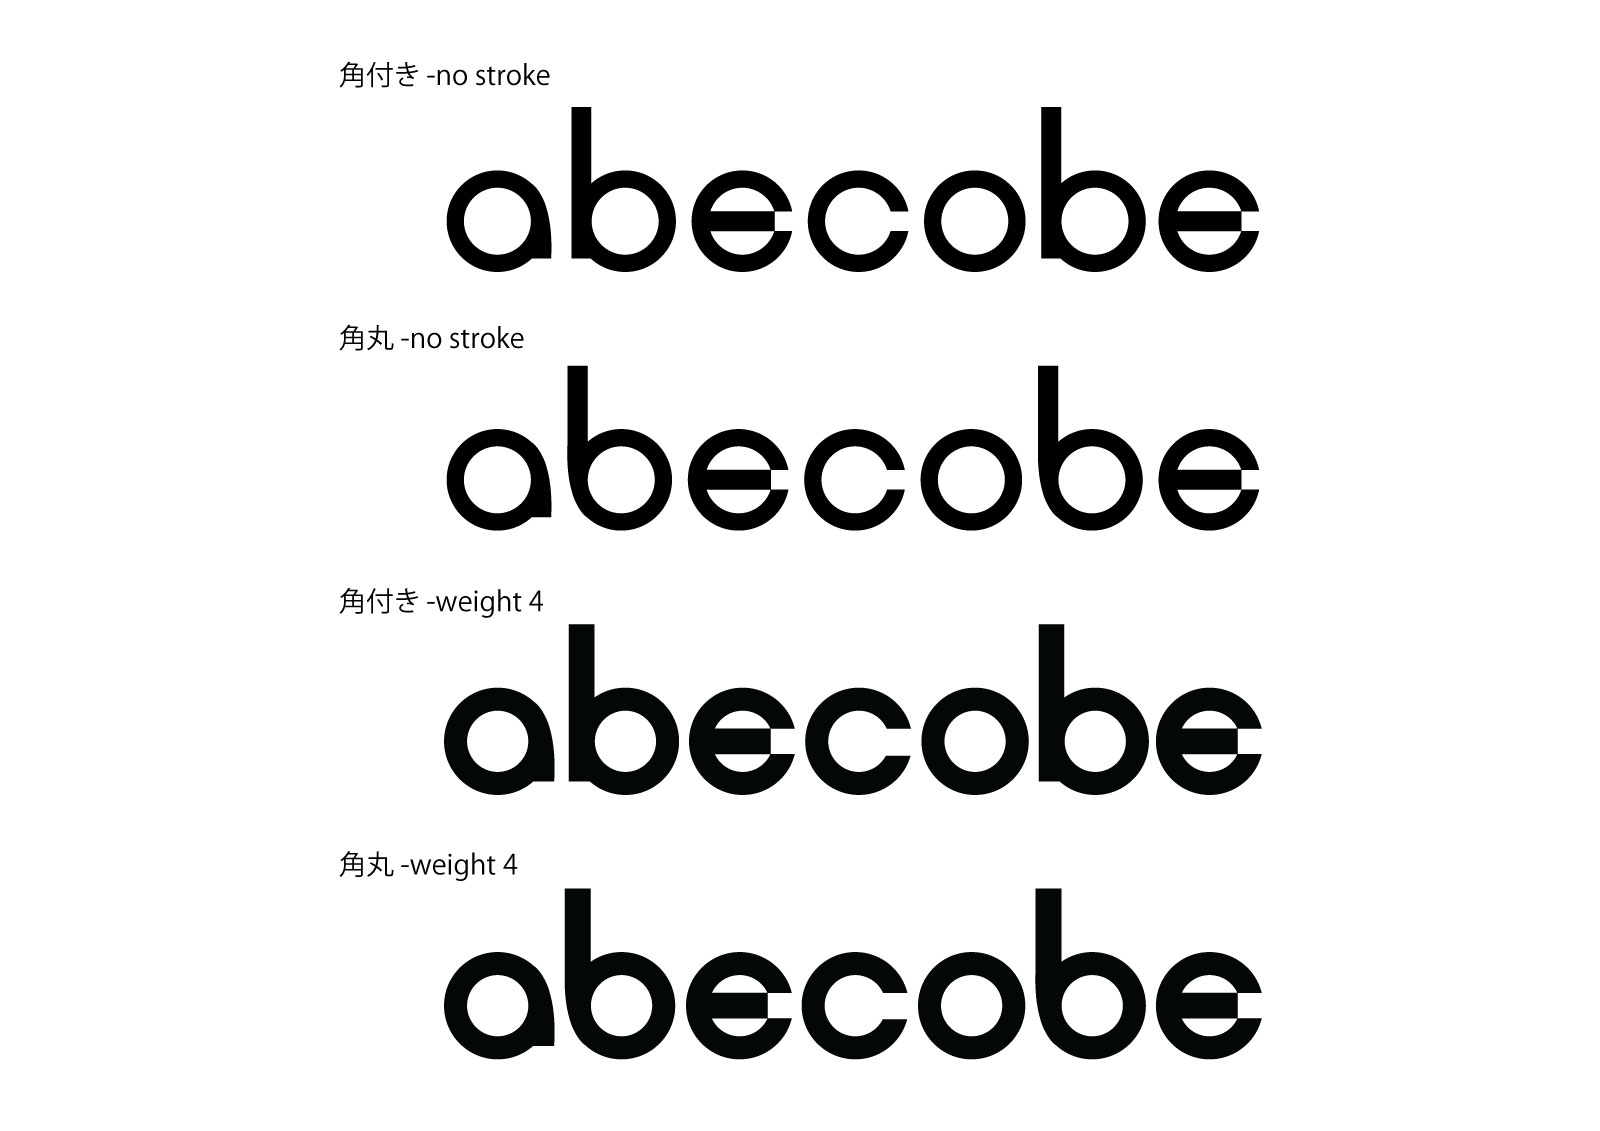 角付き -no stroke
abecobe
角丸 -no stroke
abecobe
角付き -weight 4
abecobe
角丸 -weight 4
abecobe